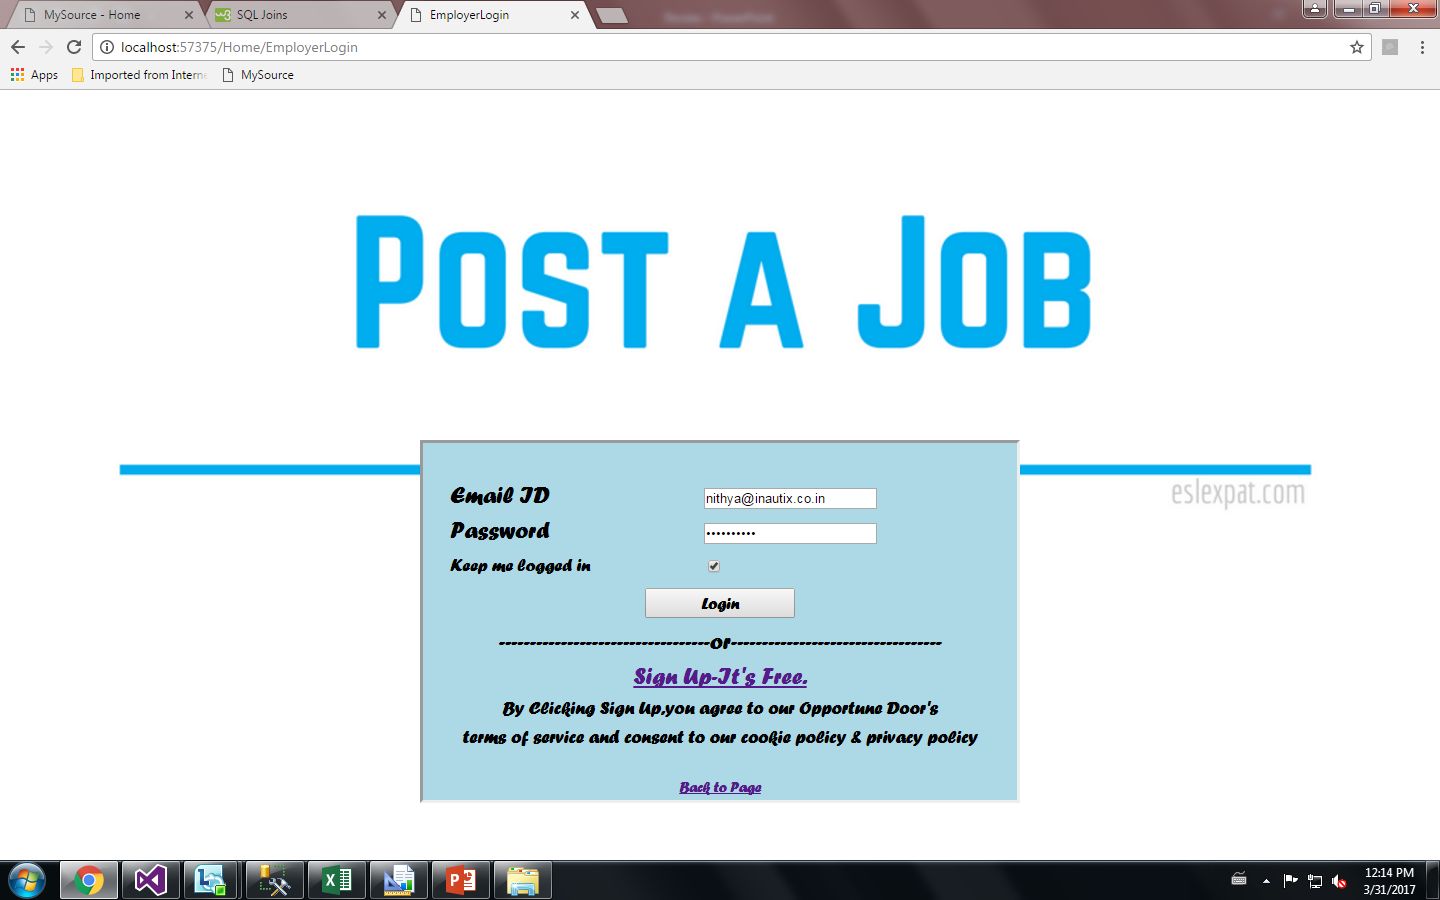 MySource - Home
SQL Joins
EmployerLogin
localhost:57375/Home/EmployerLogin
Apps
Imported from Intern
MySource
POST A JOB
eslexpat.com
Email ID
nithya@inautix.co.in
Password
••••••••••
Keep me logged in
Login
----------------------------------or----------------------------------
Sign Up-It's Free.
By Clicking Sign Up,you agree to our Opportune Door's
terms of service and consent to our cookie policy & privacy policy
Back to Page
12:14 PM
3/31/2017